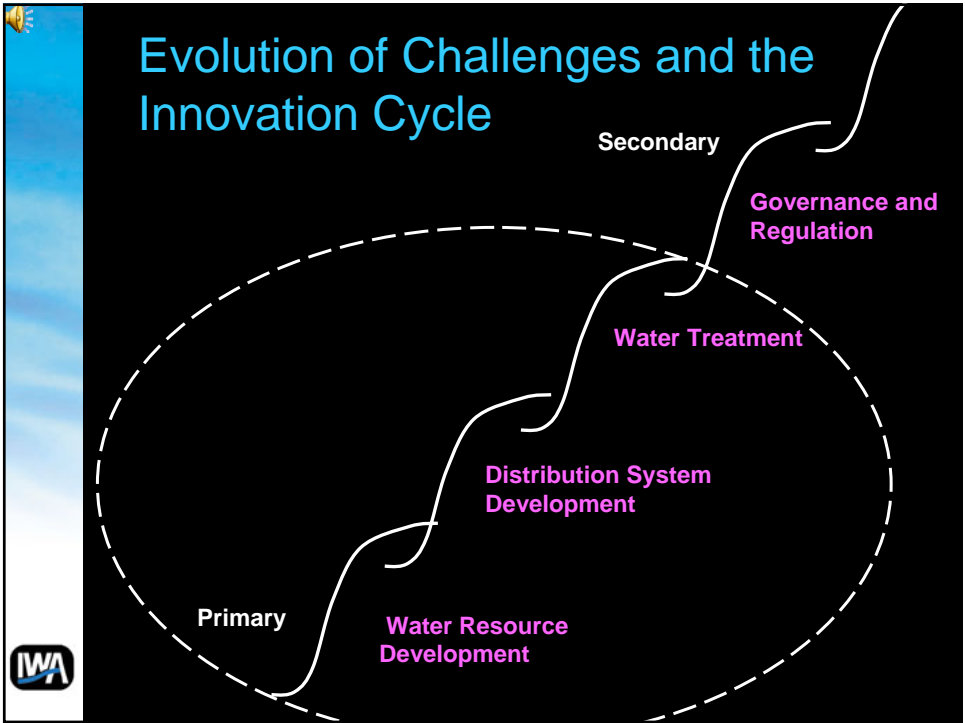 Evolution of Challenges and the
Innovation Cycle
Secondary
Governance and
Regulation
Water Treatment
Distribution System
Development
Primary
Water Resource
Development
IWA